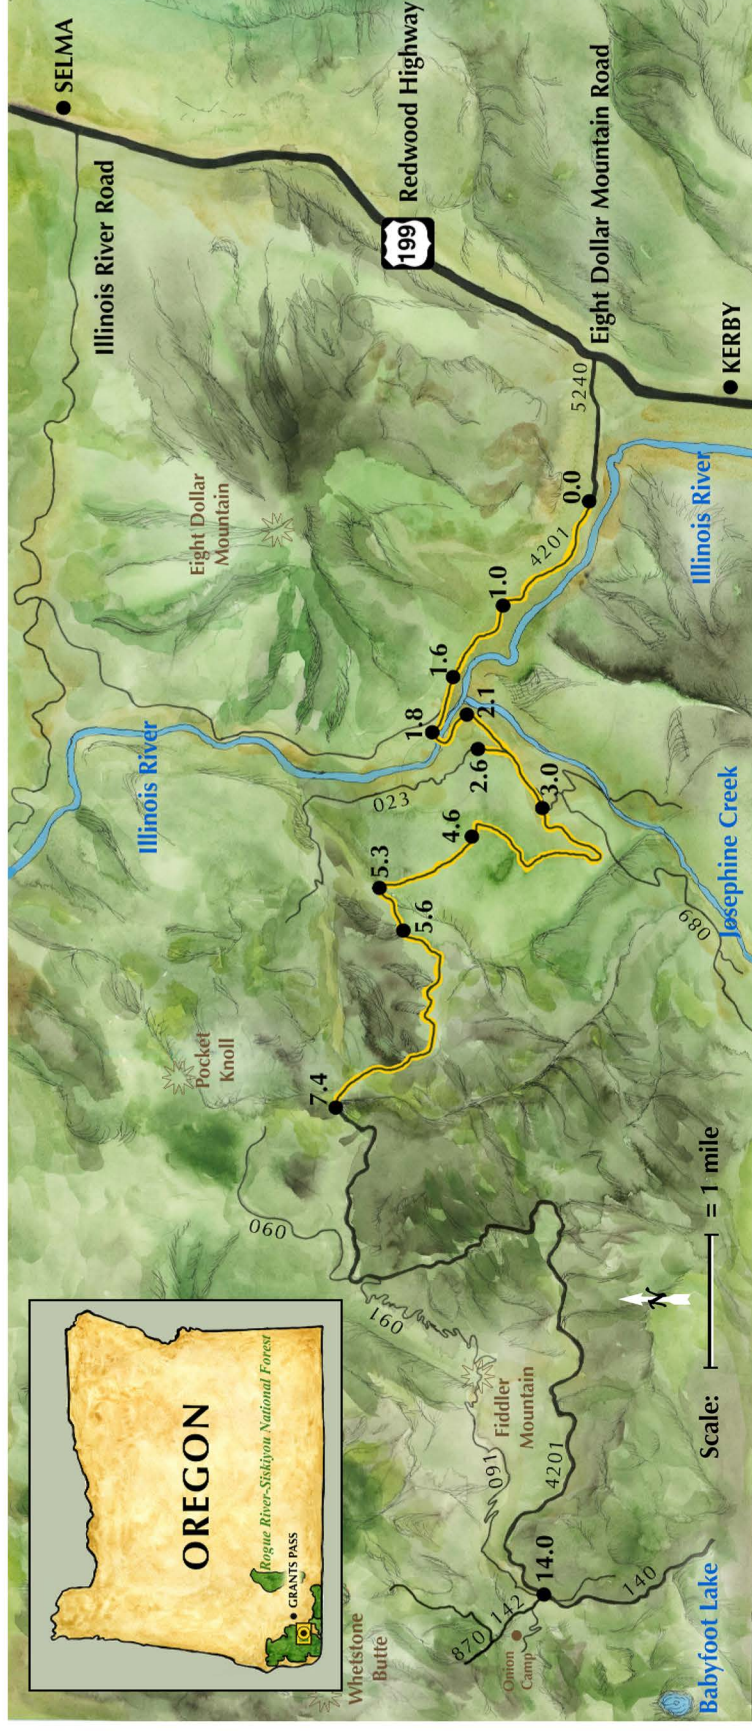 OREGON
Rogue River-Siskiyou National Forest
GRANTS PASS
Whetstone
Butte
870
142
Onion
Camp
14.0
140
Babyfoot Lake
091
4201
Fiddler
Mountain
Scale:
= 1 mile
N
091
060
7.4
Pocket
Knoll
5.6
5.3
4.6
3.0
2.6
2.1
1.8
1.6
1.0
0.0
023
089
Josephine Creek
Illinois River
Eight Dollar
Mountain
4201
5240
Illinois River
Illinois River Road
SELMA
199
Redwood Highway
Eight Dollar Mountain Road
KERBY